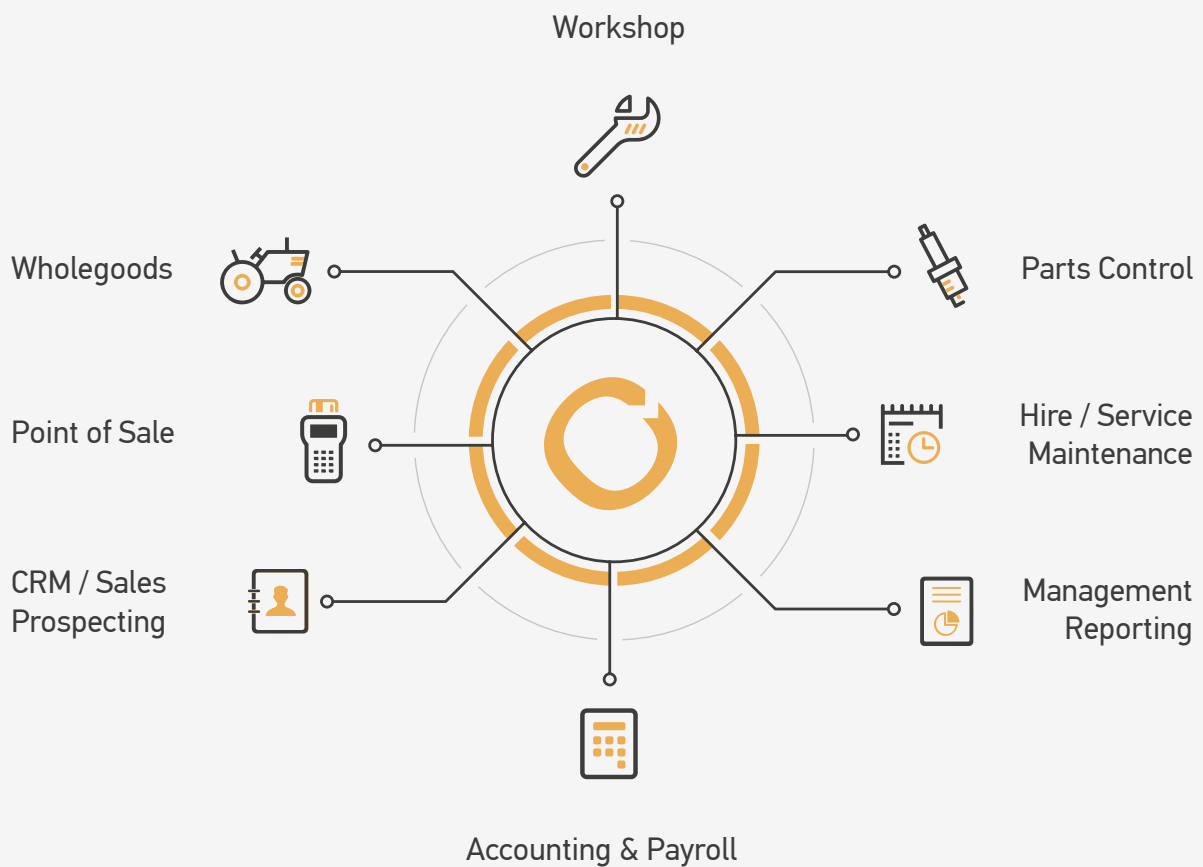 Workshop
Wholegoods
Parts Control
Point of Sale
Hire / Service
Maintenance
CRM / Sales
Prospecting
Management
Reporting
Accounting & Payroll